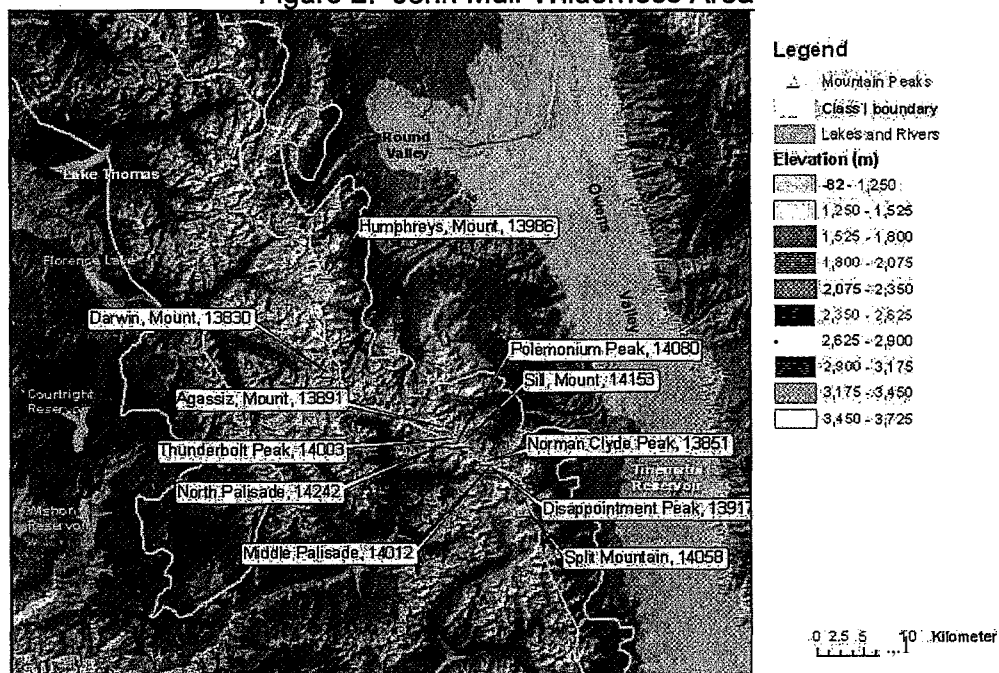 Figure 2. John Muir Wilderness Area
Legend
Mountain Peaks
Class I boundary
Lakes and Rivers
Elevation (m)
-82 - 1,250
1,250 - 1,525
1,525 - 1,800
1,800 - 2,075
2,075 - 2,350
2,350 - 2,625
2,625 - 2,900
2,900 - 3,175
3,175 - 3,450
3,450 - 3,725
0 2.5 5 10 Kilometer
Round
Valley
Lake Thomas
Owens
Valley
Humphreys, Mount, 13986
Florence Lake
Darwin, Mount, 13830
Polemonium Peak, 14080
Sill, Mount, 14153
Courtright
Reservoir
Agassiz, Mount, 13891
Thunderbolt Peak, 14003
Norman Clyde Peak, 13851
Reservoir
North Palisade, 14242
Wishon
Reservoir
Disappointment Peak, 13917
Middle Palisade, 14012
Split Mountain, 14058